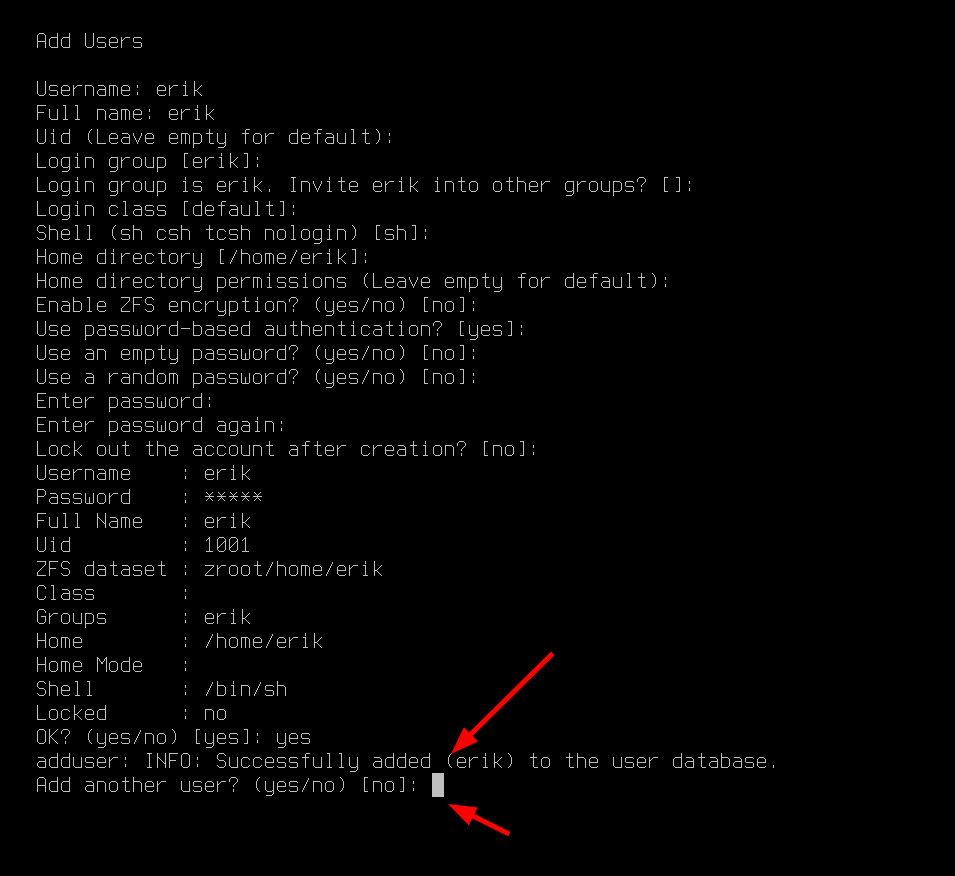 Add Users
Username: erik
Full name: erik
Uid (Leave empty for default):
Login group [erik]:
Login group is erik. Invite erik into other groups? []:
Login class [default]:
Shell (sh csh tcsh nologin) [sh]:
Home directory [/home/erik]:
Home directory permissions (Leave empty for default):
Enable ZFS encryption? (yes/no) [no]:
Use password-based authentication? [yes]:
Use an empty password? (yes/no) [no]:
Use a random password? (yes/no) [no]:
Enter password:
Enter password again:
Lock out the account after creation? [no]:
Username    : erik
Password    : *****
Full Name   : erik
Uid         : 1001
ZFS dataset : zroot/home/erik
Class       :
Groups      : erik
Home        : /home/erik
Home Mode   :
Shell       : /bin/sh
Locked      : no
OK? (yes/no) [yes]: yes
adduser: INFO: Successfully added (erik) to the user database.
Add another user? (yes/no) [no]: